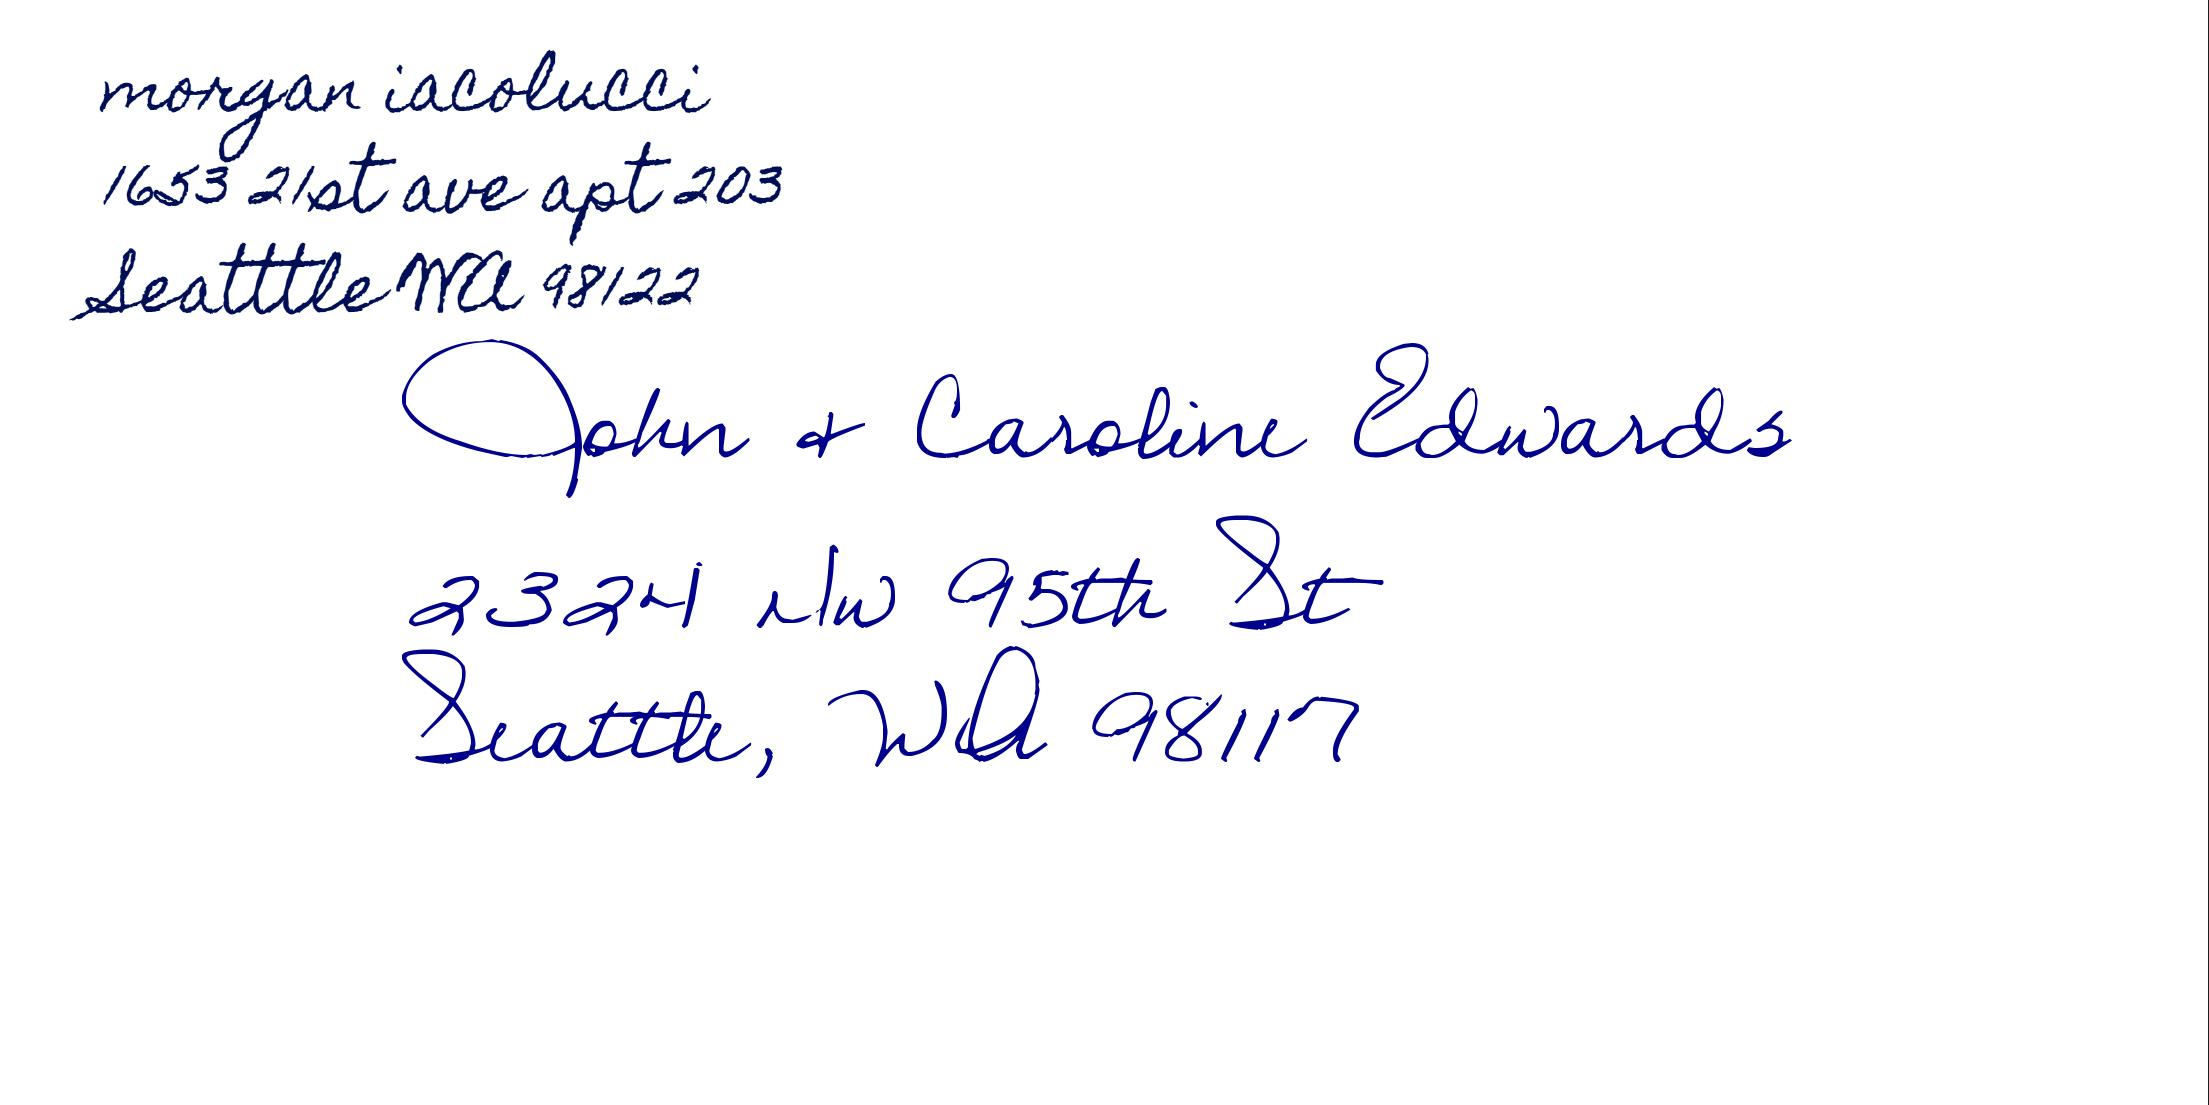 morgan iacolucci
1653 21st ave apt 203
Seatttle WA 98122
John & Caroline Edwards
2324 NW 95th St
Seattle, WA 98117